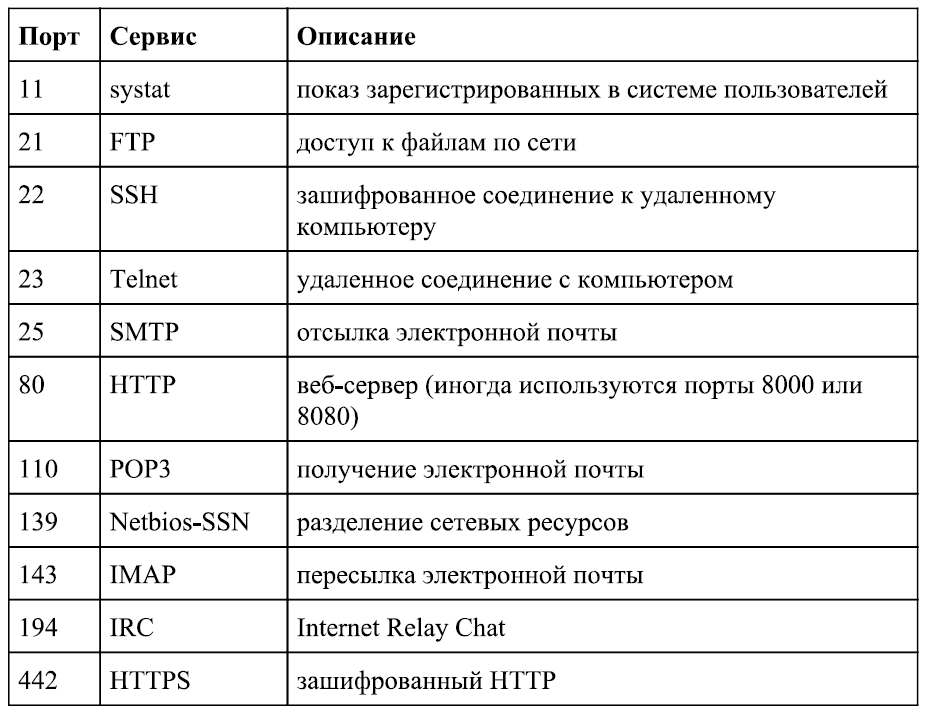 Порт Сервис Описание
11 systat показ зарегистрированных в системе пользователей
21 FTP доступ к файлам по сети
22 SSH зашифрованное соединение к удаленному
компьютеру
23 Telnet удаленное соединение с компьютером
25 SMTP отсылка электронной почты
80 HTTP веб-сервер (иногда используются порты 8000 или
8080)
110 POP3 получение электронной почты
139 Netbios-SSN разделение сетевых ресурсов
143 IMAP пересылка электронной почты
194 IRC Internet Relay Chat
442 HTTPS зашифрованный HTTP